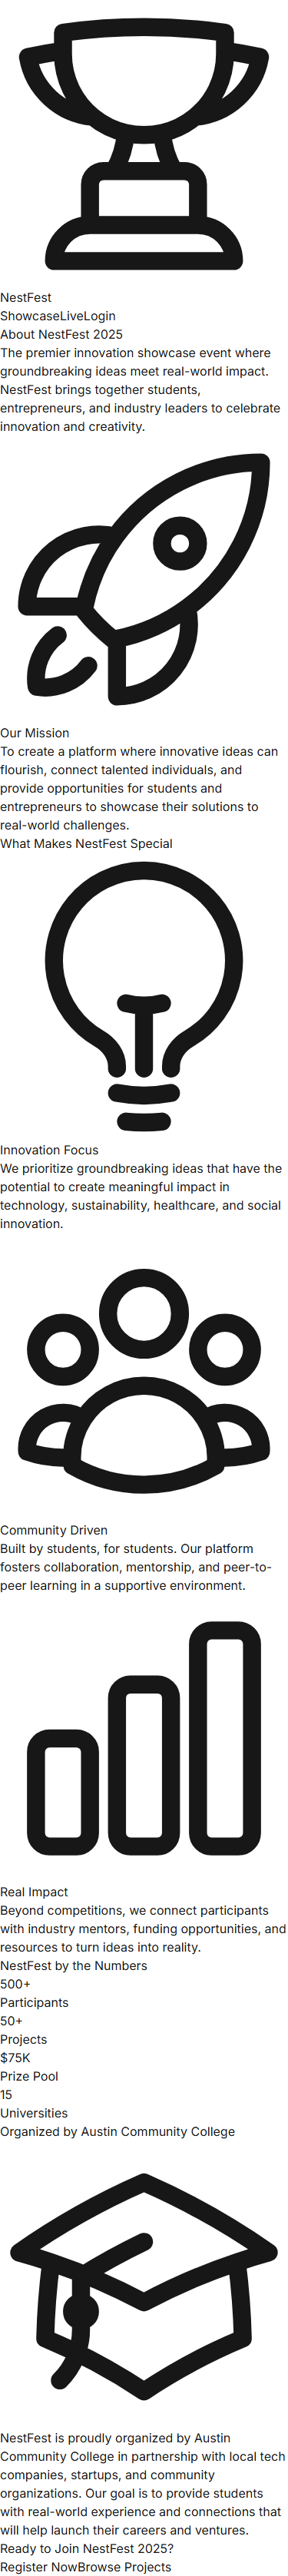 NestFest
ShowcaseLiveLogin
About NestFest 2025
The premier innovation showcase event where
groundbreaking ideas meet real-world impact.
NestFest brings together students,
entrepreneurs, and industry leaders to celebrate
innovation and creativity.
Our Mission
To create a platform where innovative ideas can
flourish, connect talented individuals, and
provide opportunities for students and
entrepreneurs to showcase their solutions to
real-world challenges.
What Makes NestFest Special
Innovation Focus
We prioritize groundbreaking ideas that have the
potential to create meaningful impact in
technology, sustainability, healthcare, and social
innovation.
Community Driven
Built by students, for students. Our platform
fosters collaboration, mentorship, and peer-to-
peer learning in a supportive environment.
Real Impact
Beyond competitions, we connect participants
with industry mentors, funding opportunities, and
resources to turn ideas into reality.
NestFest by the Numbers
500+
Participants
50+
Projects
$75K
Prize Pool
15
Universities
Organized by Austin Community College
NestFest is proudly organized by Austin
Community College in partnership with local tech
companies, startups, and community
organizations. Our goal is to provide students
with real-world experience and connections that
will help launch their careers and ventures.
Ready to Join NestFest 2025?
Register NowBrowse Projects